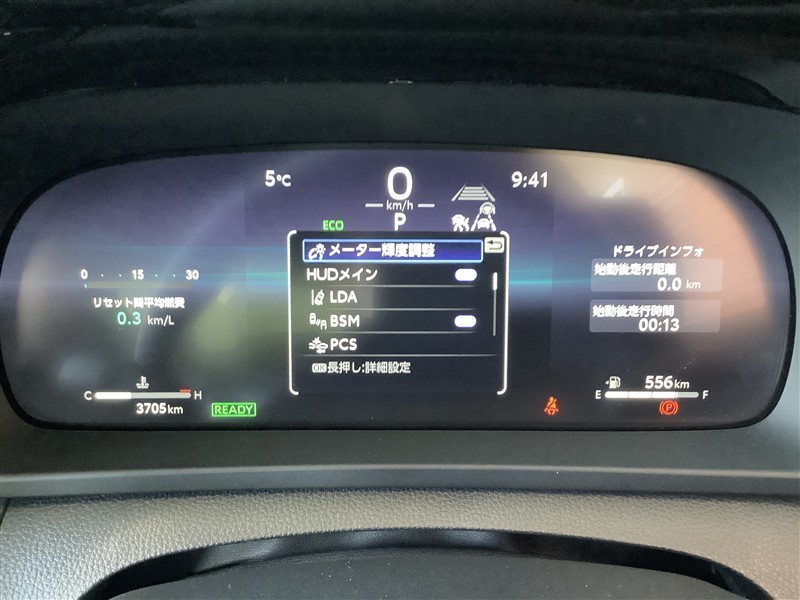 5℃
0
km/h
P
9:41
ECO
メーター輝度調整
HUDメイン
LDA
BSM
PCS
OK長押し:詳細設定
0 ・ ・ 15 ・ ・ 30
リセット間平均燃費
0.3 km/L
ドライブインフォ
始動後走行距離
0.0 km
始動後走行時間
00:13
C H
3705km
READY
556km
E F
P